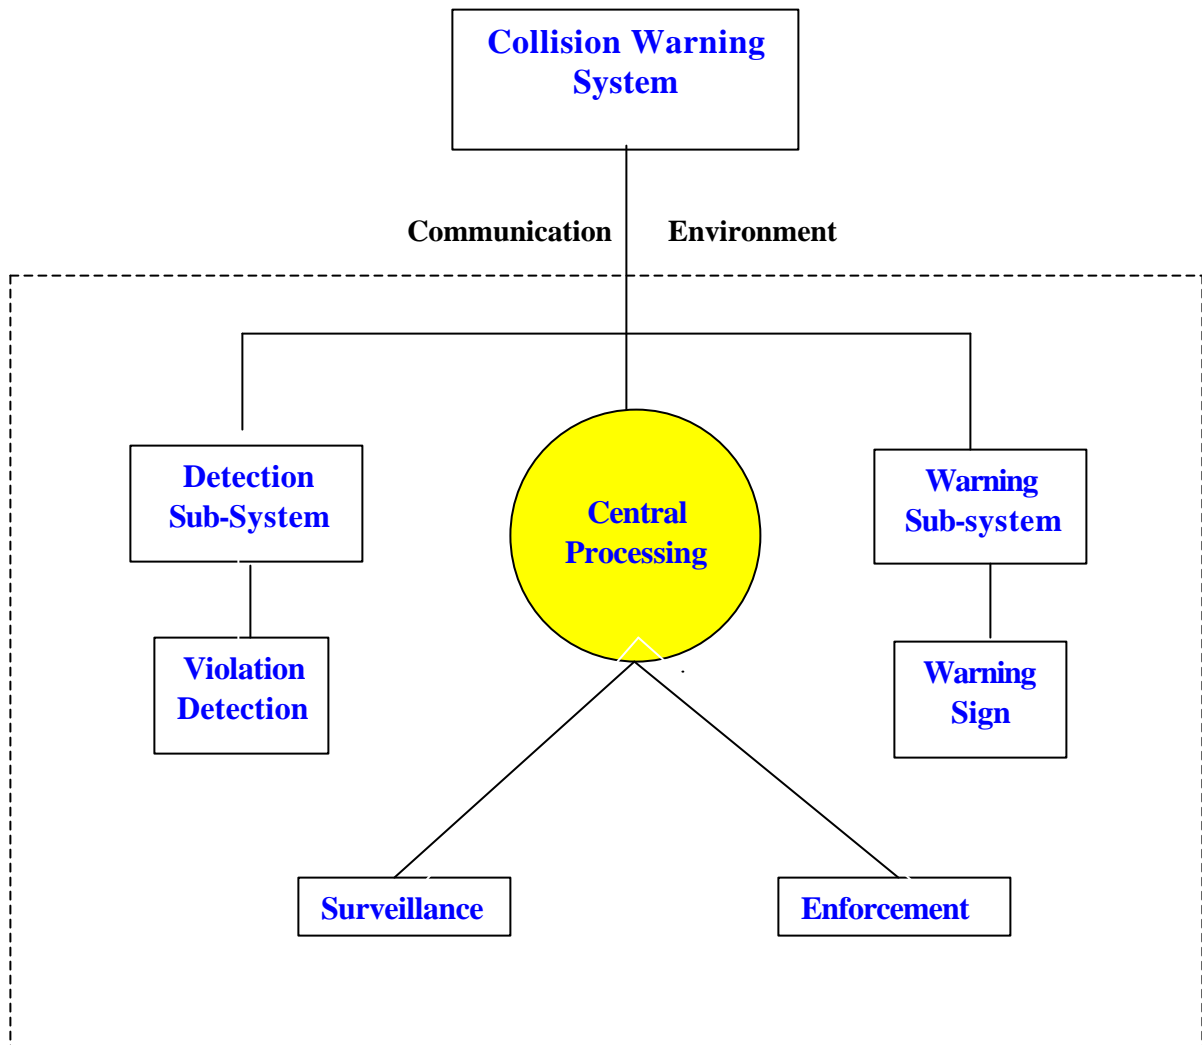 Collision Warning
System
Communication Environment
Detection
Sub-System
Central
Processing
Warning
Sub-system
Violation
Detection
Warning
Sign
Surveillance
Enforcement